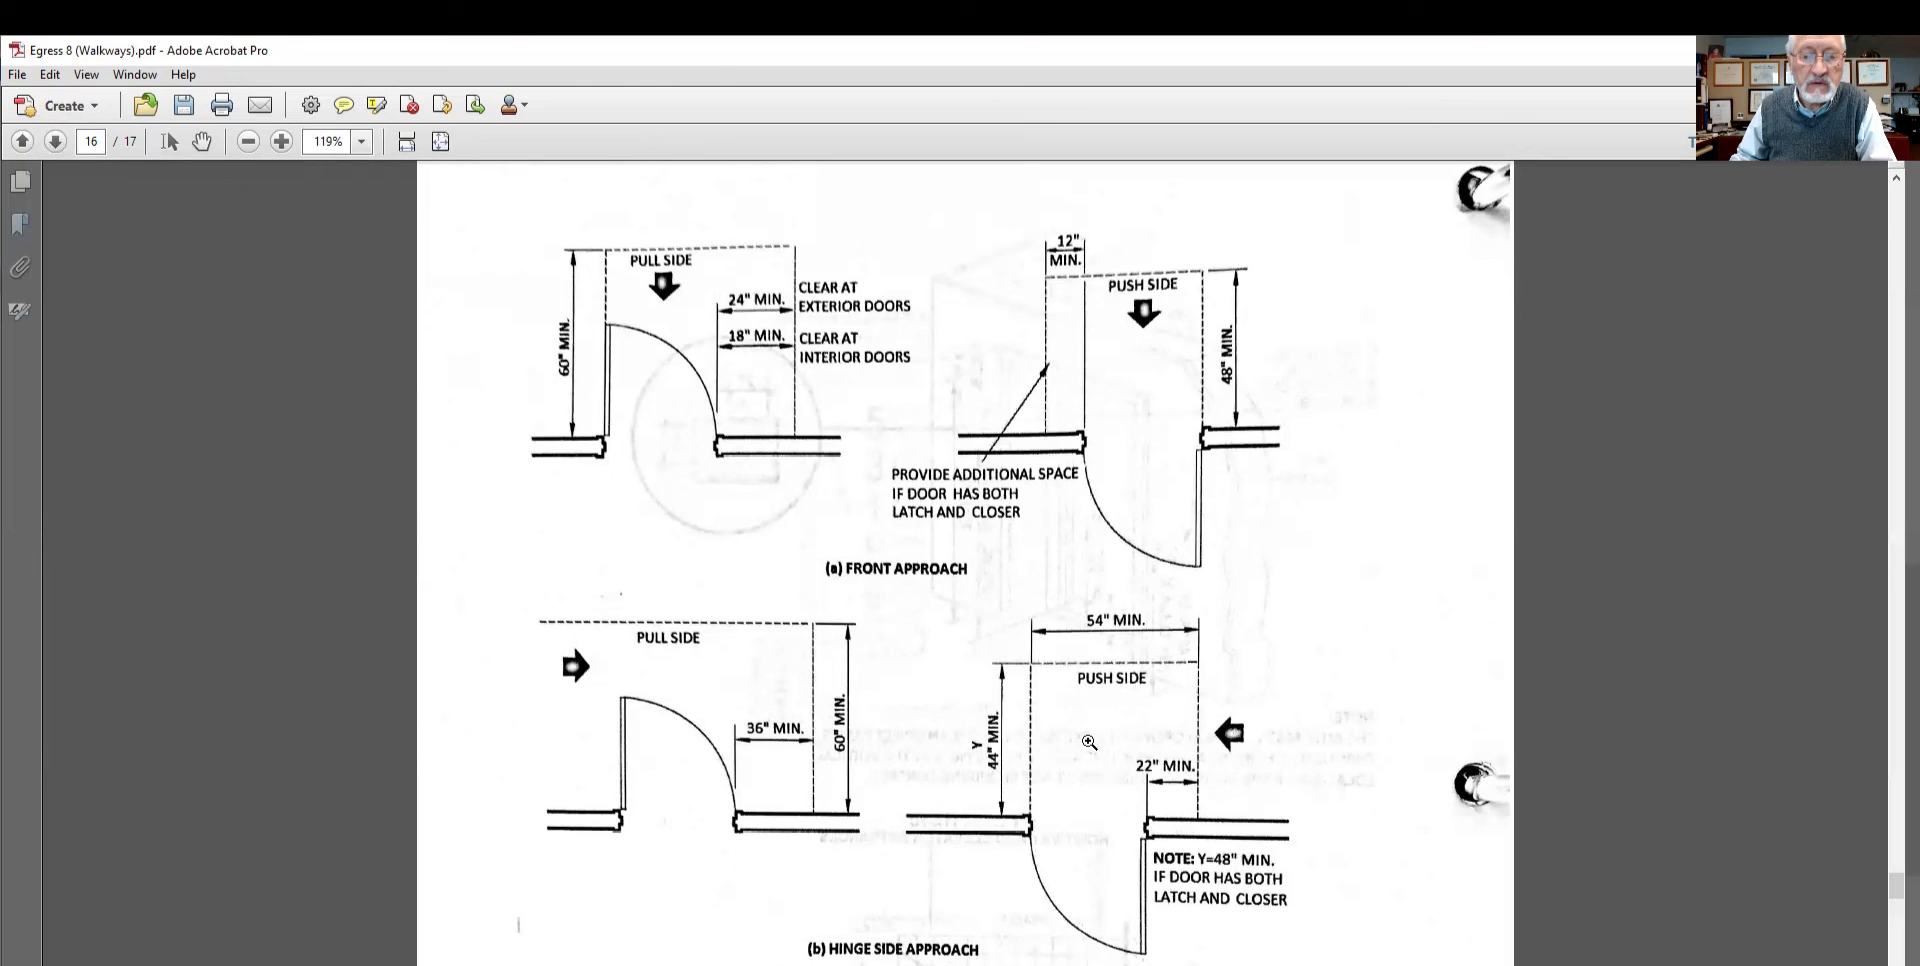 Egress 8 (Walkways).pdf - Adobe Acrobat Pro
File Edit View Window Help
Create
16 / 17 119%
PULL SIDE
60" MIN.
24" MIN.
CLEAR AT
EXTERIOR DOORS
18" MIN.
CLEAR AT
INTERIOR DOORS
12"
MIN.
PUSH SIDE
48" MIN.
PROVIDE ADDITIONAL SPACE
IF DOOR HAS BOTH
LATCH AND CLOSER
(a) FRONT APPROACH
PULL SIDE
36" MIN.
60" MIN.
54" MIN.
PUSH SIDE
Y
44" MIN.
22" MIN.
NOTE: Y=48" MIN.
IF DOOR HAS BOTH
LATCH AND CLOSER
(b) HINGE SIDE APPROACH